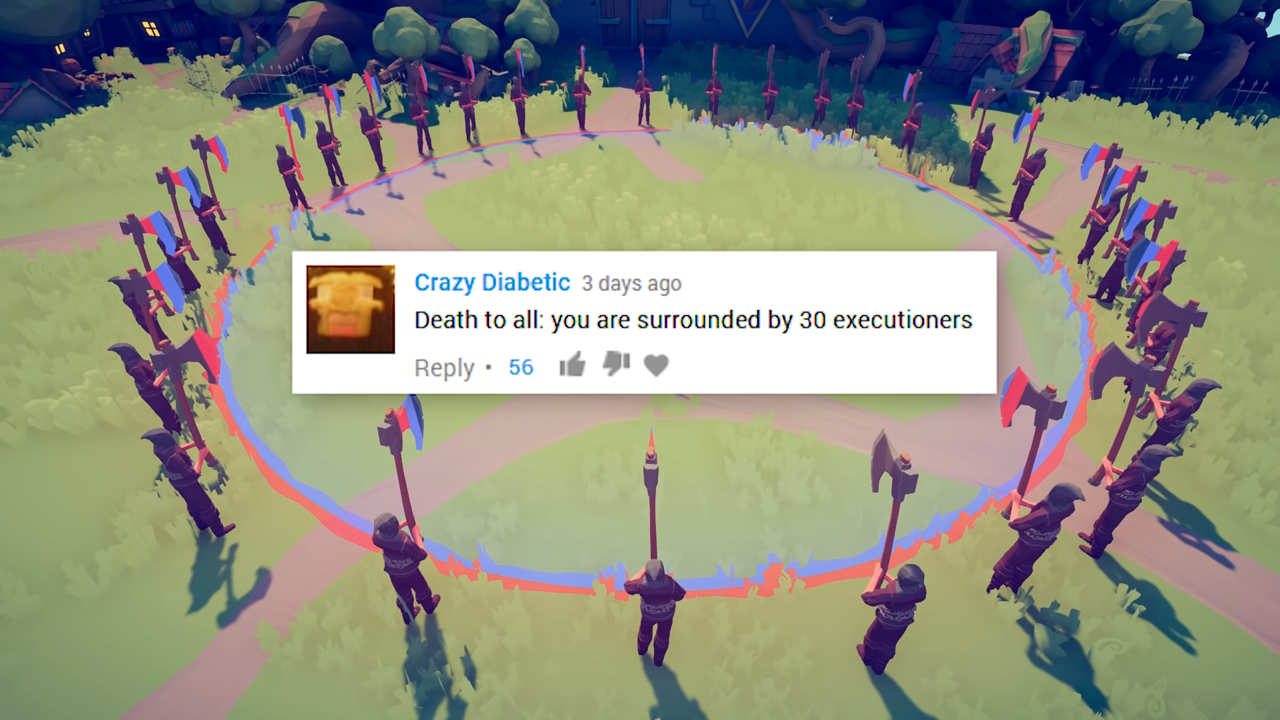 Crazy Diabetic 3 days ago
Death to all: you are surrounded by 30 executioners
Reply • 56